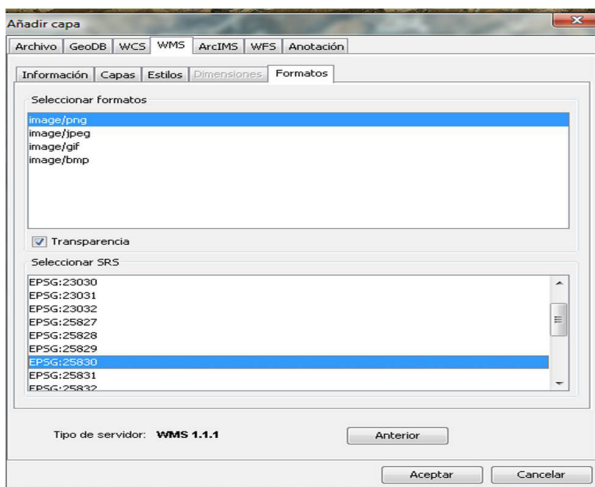 Añadir capa
Archivo GeoDB WCS WMS ArcIMS WFS Anotación
Información Capas Estilos Dimensiones Formatos
Seleccionar formatos
image/png
image/jpeg
image/gif
image/bmp
Transparencia
Seleccionar SRS
EPSG:23030
EPSG:23031
EPSG:23032
EPSG:25827
EPSG:25828
EPSG:25829
EPSG:25830
EPSG:25831
EPSG:25832
Tipo de servidor: WMS 1.1.1 Anterior
Aceptar Cancelar